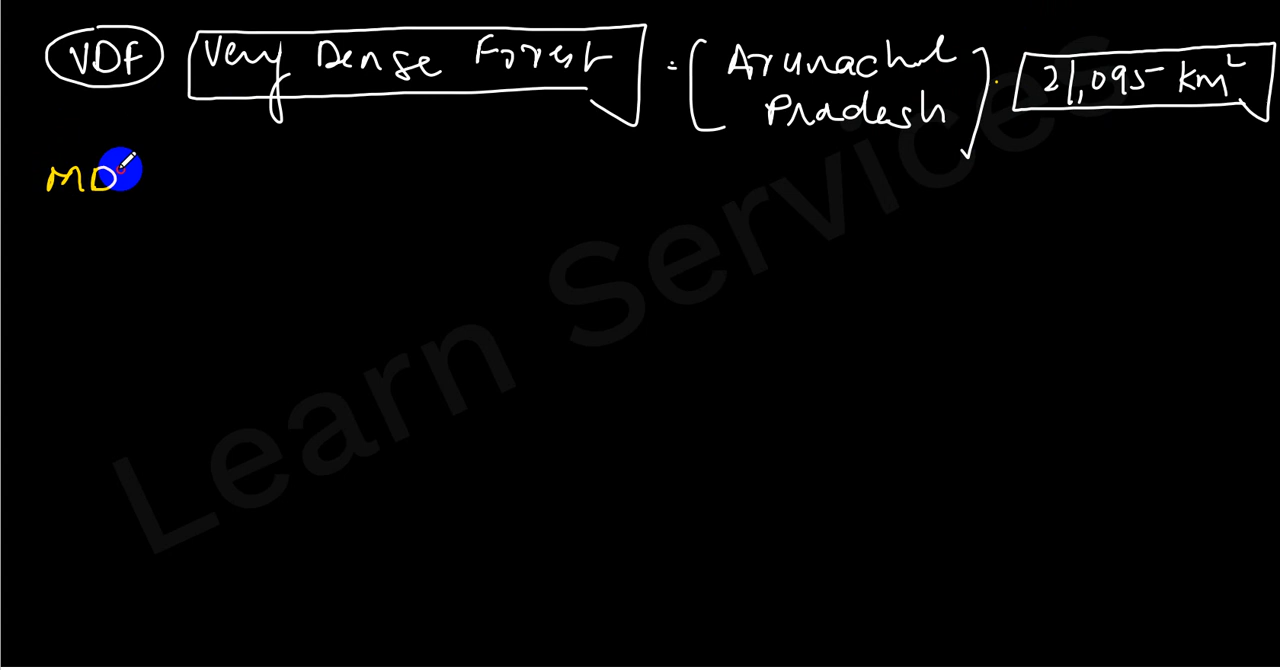 VDF Very Dense Forest = [Arunachal Pradesh] 21,095 km²
MD
Learn Services